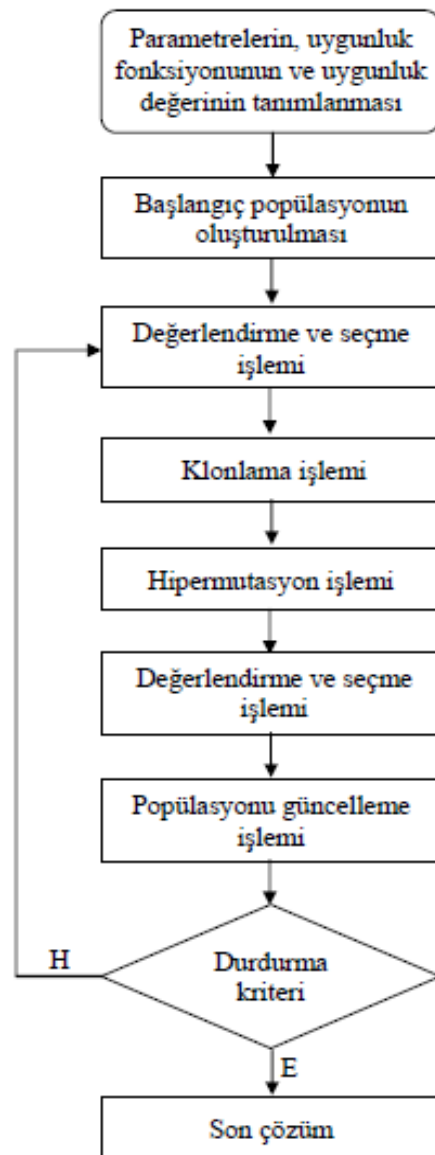 Parametrelerin, uygunluk
fonksiyonunun ve uygunluk
değerinin tanımlanması
Başlangıç popülasyonun
oluşturulması
Değerlendirme ve seçme
işlemi
Klonlama işlemi
Hipermutasyon işlemi
Değerlendirme ve seçme
işlemi
Popülasyonu güncelleme
işlemi
H
Durdurma
kriteri
E
Son çözüm